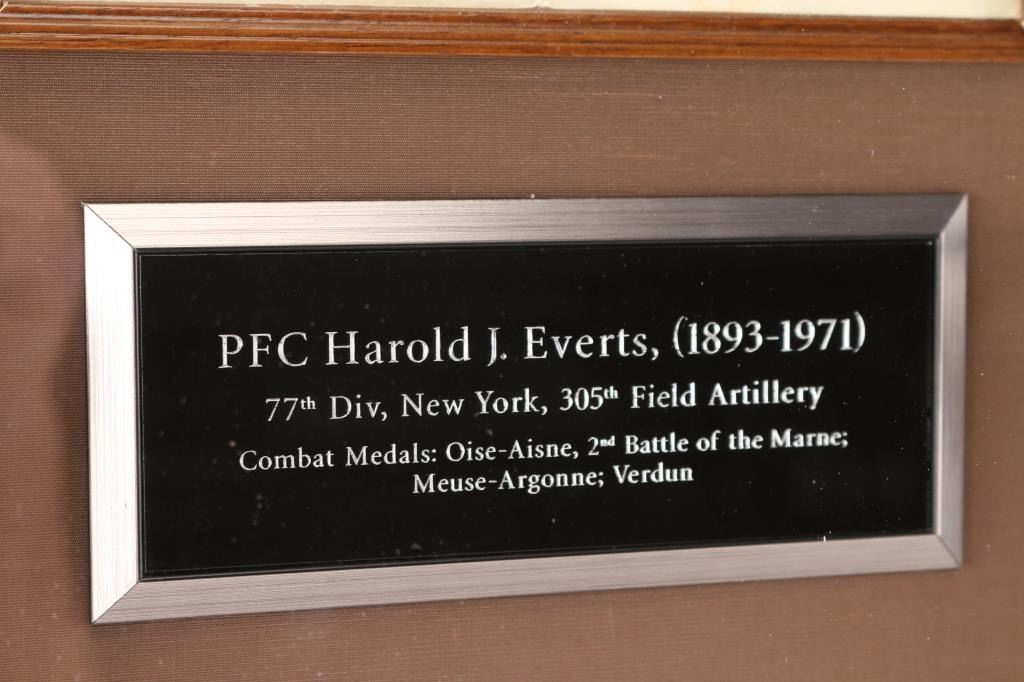 PFC Harold J. Everts, (1893-1971)
77th Div, New York, 305th Field Artillery
Combat Medals: Oise-Aisne, 2nd Battle of the Marne;
Meuse-Argonne; Verdun